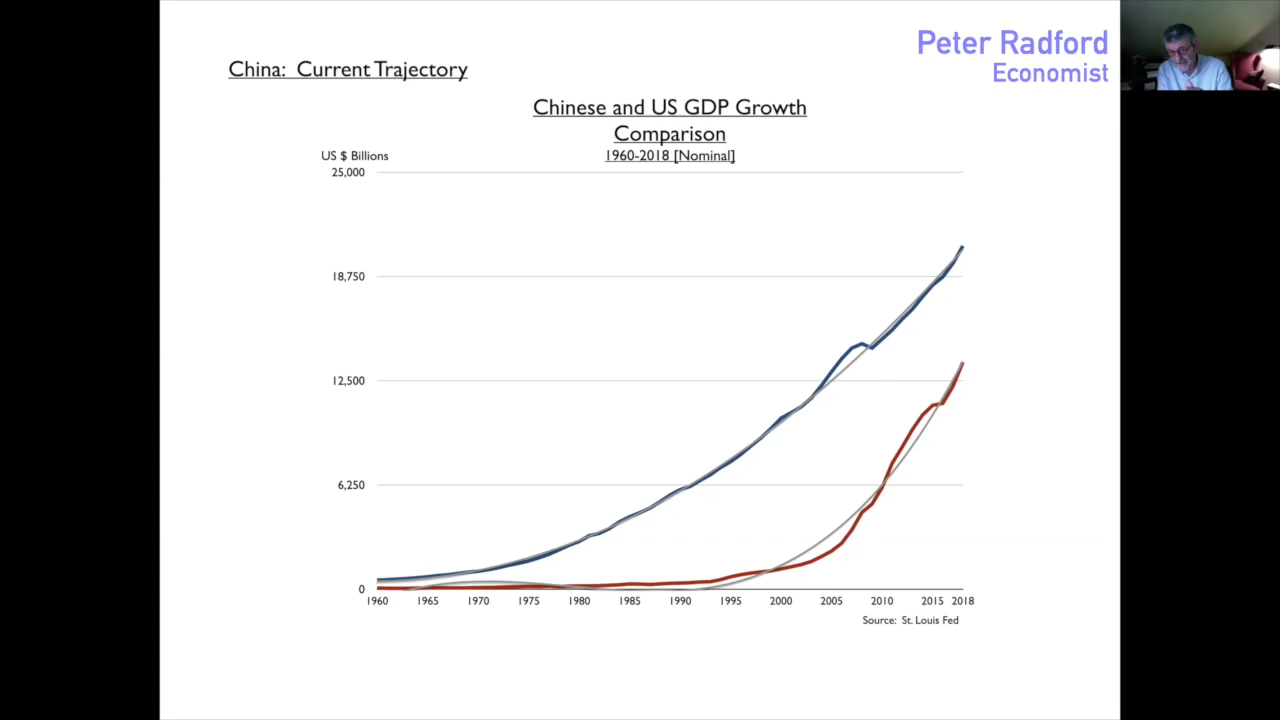 Peter Radford
Economist
China: Current Trajectory
Chinese and US GDP Growth
Comparison
1960-2018 [Nominal]
US $ Billions
25,000
18,750
12,500
6,250
0
1960 1965 1970 1975 1980 1985 1990 1995 2000 2005 2010 2015 2018
Source: St. Louis Fed